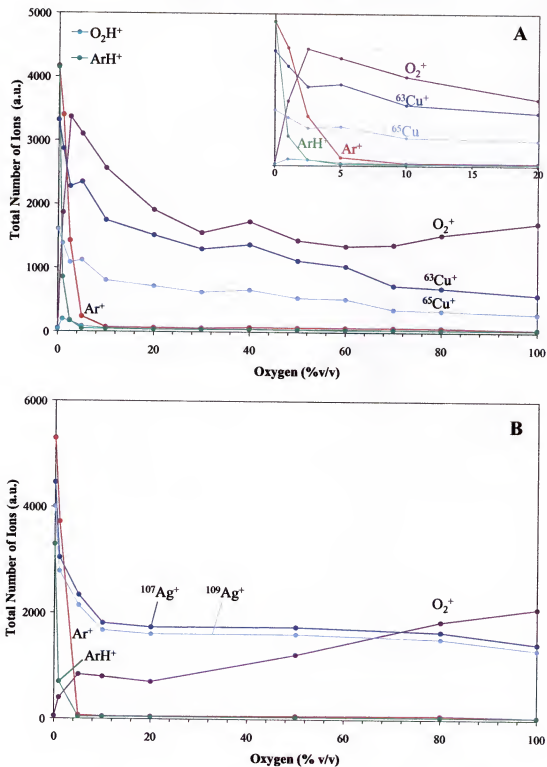 5000
4000
3000
2000
1000
0
Total Number of Ions (a.u.)
O₂H⁺
ArH⁺
A
O₂⁺
⁶³Cu⁺
⁶⁵Cu
ArH⁺
Ar⁺
0 5 10 15 20
Ar⁺
O₂⁺
⁶³Cu⁺
⁶⁵Cu⁺
0 20 40 60 80 100
Oxygen (%v/v)
6000
4000
2000
0
Total Number of Ions (a.u.)
B
¹⁰⁷Ag⁺ ¹⁰⁹Ag⁺
O₂⁺
Ar⁺
ArH⁺
0 20 40 60 80 100
Oxygen (% v/v)